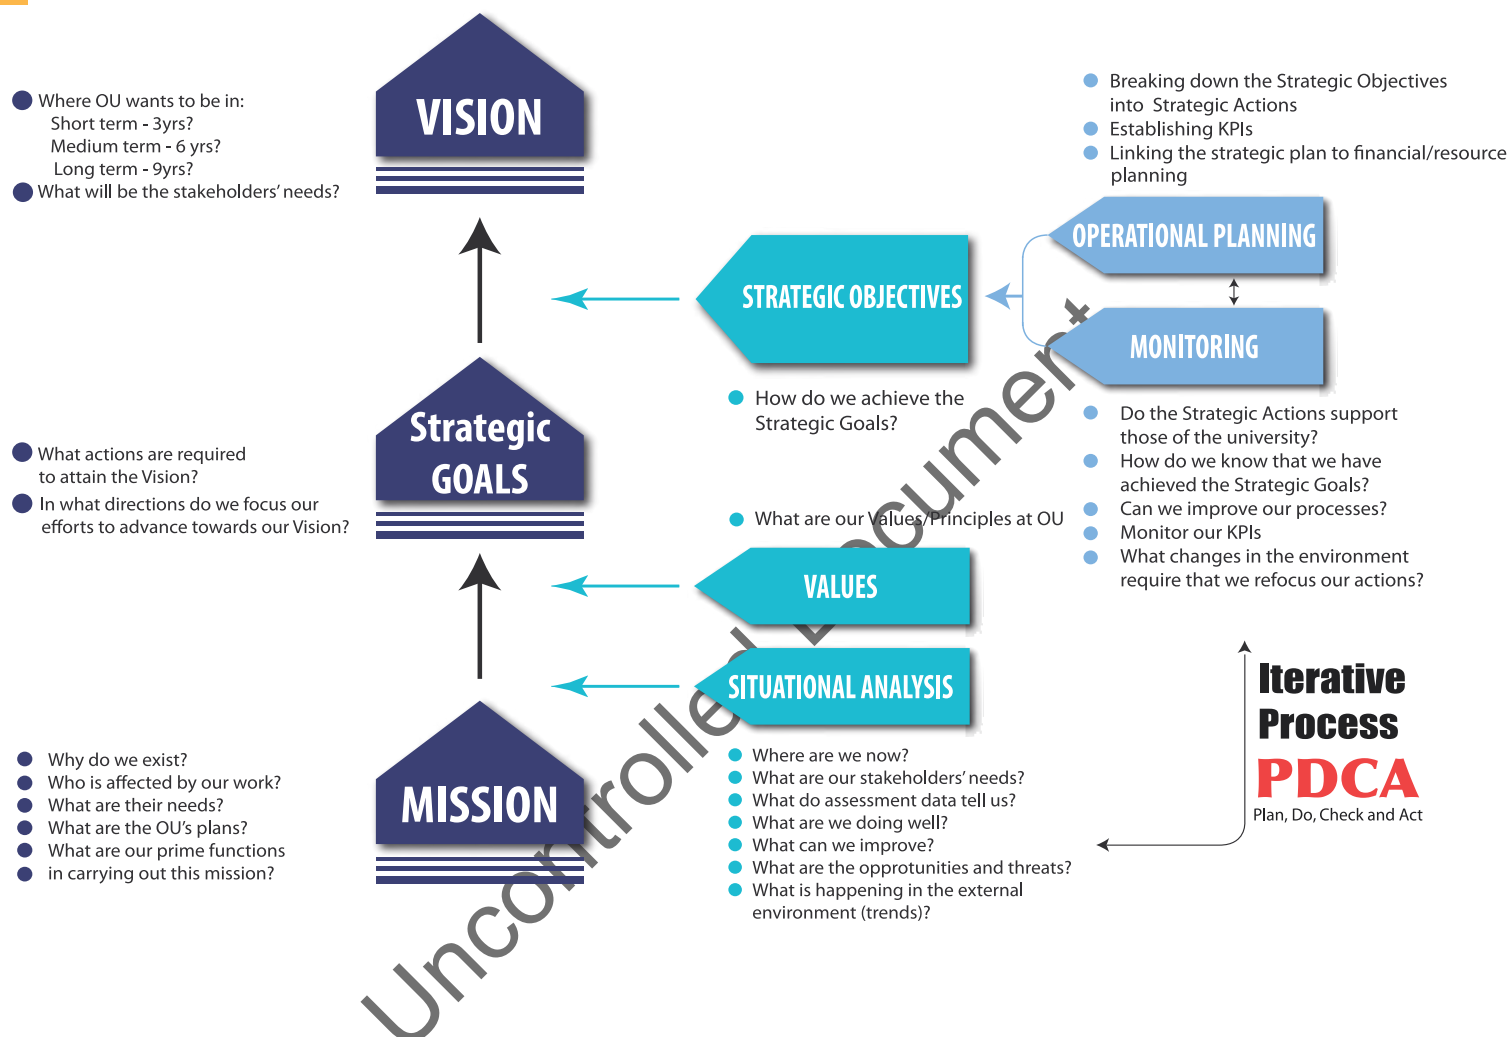 VISION
Where OU wants to be in:
Short term - 3yrs?
Medium term - 6 yrs?
Long term - 9yrs?
What will be the stakeholders' needs?
Breaking down the Strategic Objectives
into Strategic Actions
Establishing KPIs
Linking the strategic plan to financial/resource
planning
OPERATIONAL PLANNING
STRATEGIC OBJECTIVES
MONITORING
How do we achieve the
Strategic Goals?
Do the Strategic Actions support
those of the university?
How do we know that we have
achieved the Strategic Goals?
Can we improve our processes?
Monitor our KPIs
What changes in the environment
require that we refocus our actions?
Strategic
GOALS
What actions are required
to attain the Vision?
In what directions do we focus our
efforts to advance towards our Vision?
What are our Values/Principles at OU
VALUES
SITUATIONAL ANALYSIS
MISSION
Why do we exist?
Who is affected by our work?
What are their needs?
What are the OU's plans?
What are our prime functions
in carrying out this mission?
Where are we now?
What are our stakeholders' needs?
What do assessment data tell us?
What are we doing well?
What can we improve?
What are the opprotunities and threats?
What is happening in the external
environment (trends)?
Iterative
Process
PDCA
Plan, Do, Check and Act
Uncontrolled Document